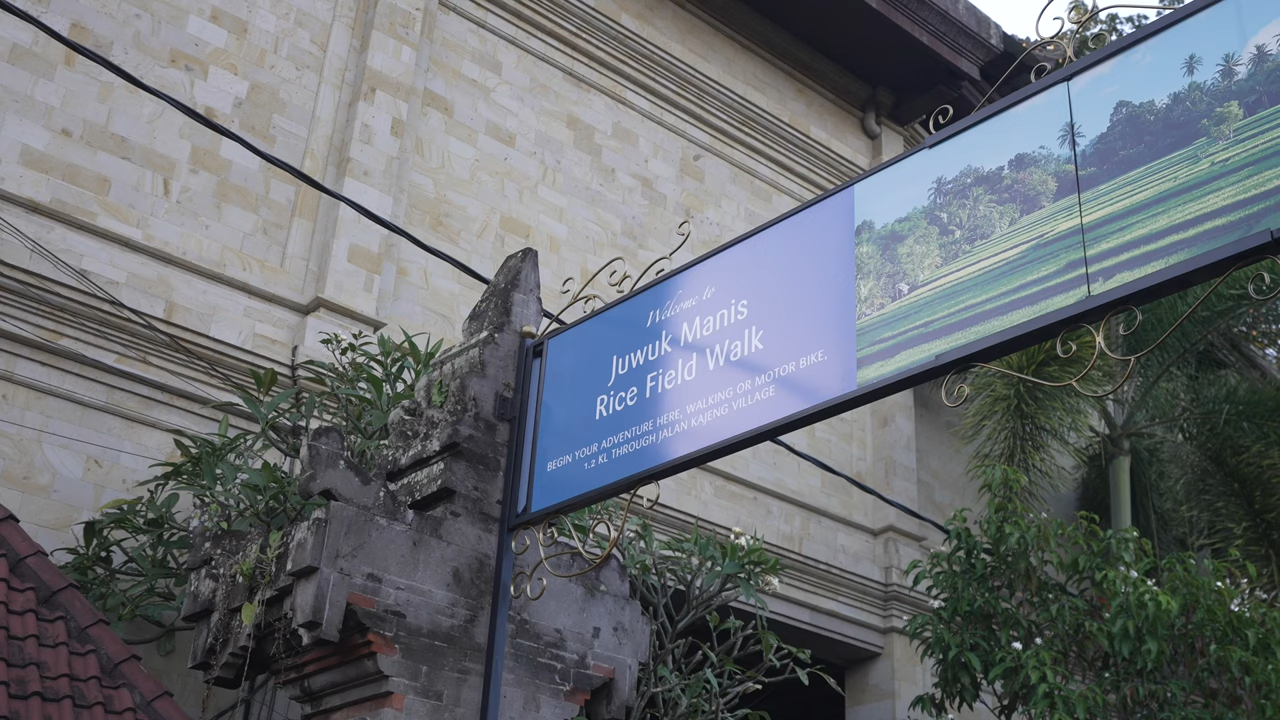 Welcome to
Juwuk Manis
Rice Field Walk
BEGIN YOUR ADVENTURE HERE, WALKING OR MOTOR BIKE,
1.2 KL THROUGH JALAN KAJENG VILLAGE